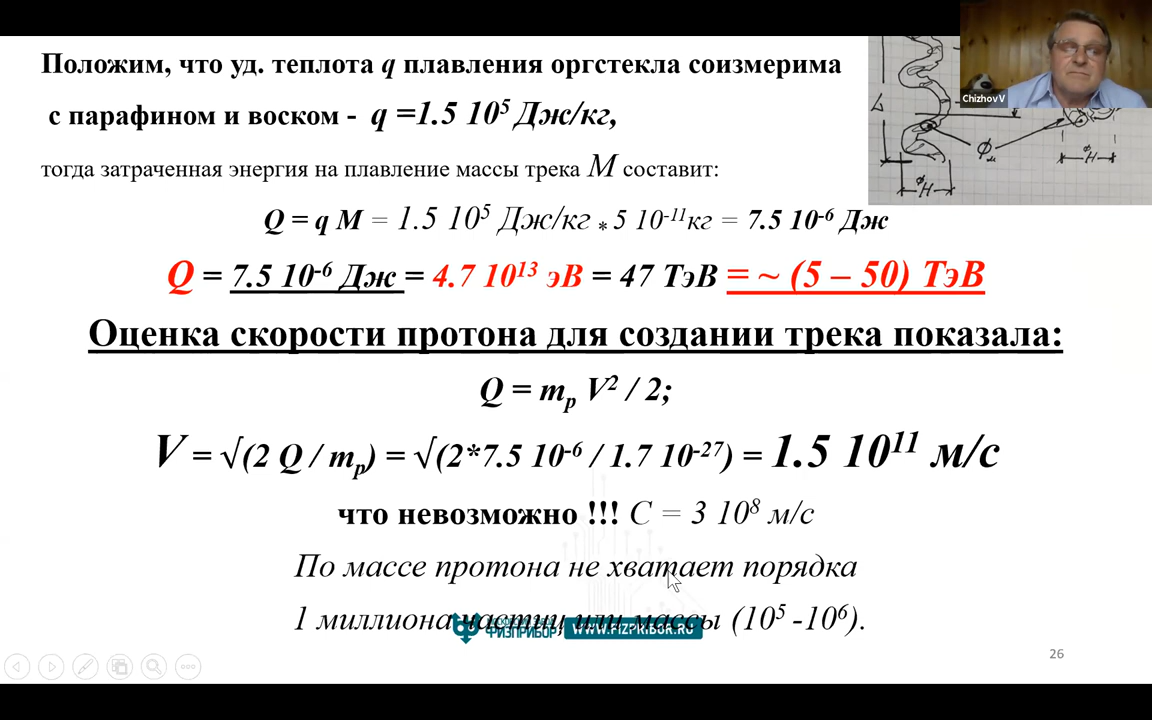 Положим, что уд. теплота q плавления оргстекла соизмерима
с парафином и воском - q =1.5 10⁵ Дж/кг,
тогда затраченная энергия на плавление массы трека M составит:
Q = q M = 1.5 10⁵ Дж/кг * 5 10⁻¹¹кг = 7.5 10⁻⁶ Дж
Q = 7.5 10⁻⁶ Дж = 4.7 10¹³ эВ = 47 ТэВ = ~ (5 – 50) ТэВ
Оценка скорости протона для создании трека показала:
Q = mₚ V² / 2;
V = √(2 Q / mₚ) = √(2*7.5 10⁻⁶ / 1.7 10⁻²⁷) = 1.5 10¹¹ м/с
что невозможно !!! C = 3 10⁸ м/с
По массе протона не хватает порядка
1 миллиона частиц или массы (10⁵ -10⁶).
ФИЗПРИБОР
WWW.FIZPRIBOR.RU
26
Chizhov V